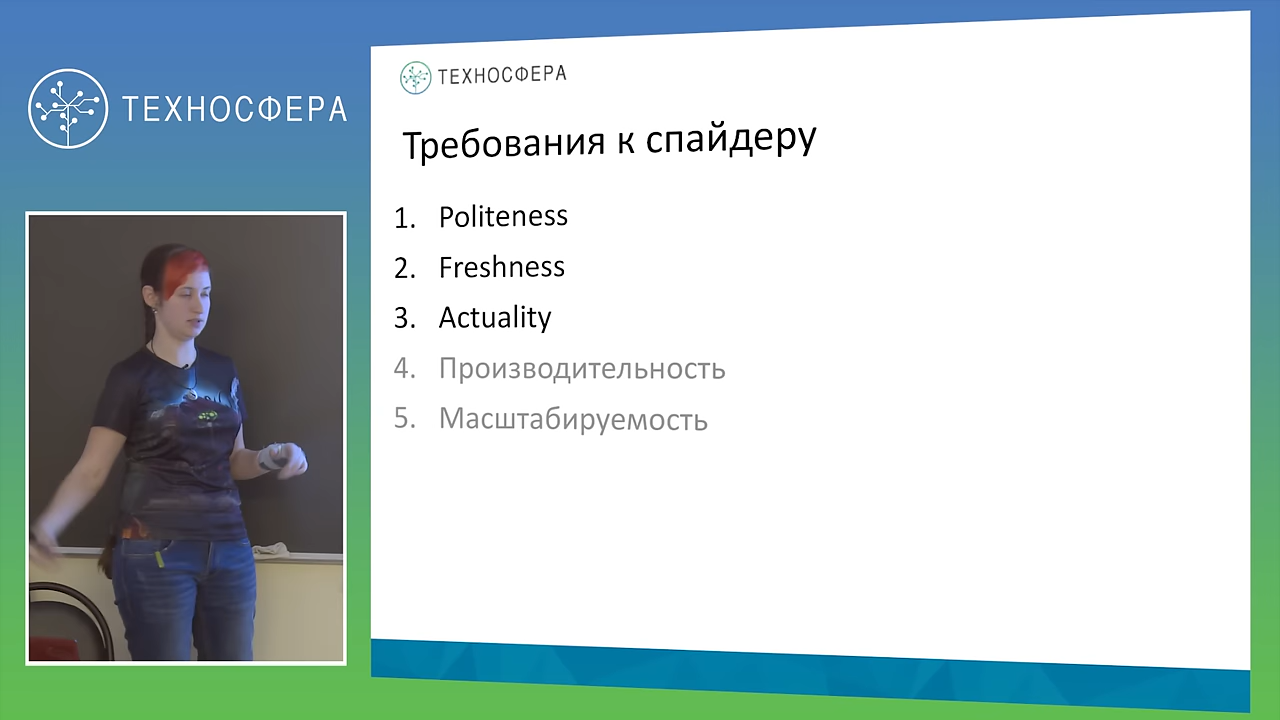 ТЕХНОСФЕРА
ТЕХНОСФЕРА
Требования к спайдеру
1. Politeness
2. Freshness
3. Actuality
4. Производительность
5. Масштабируемость